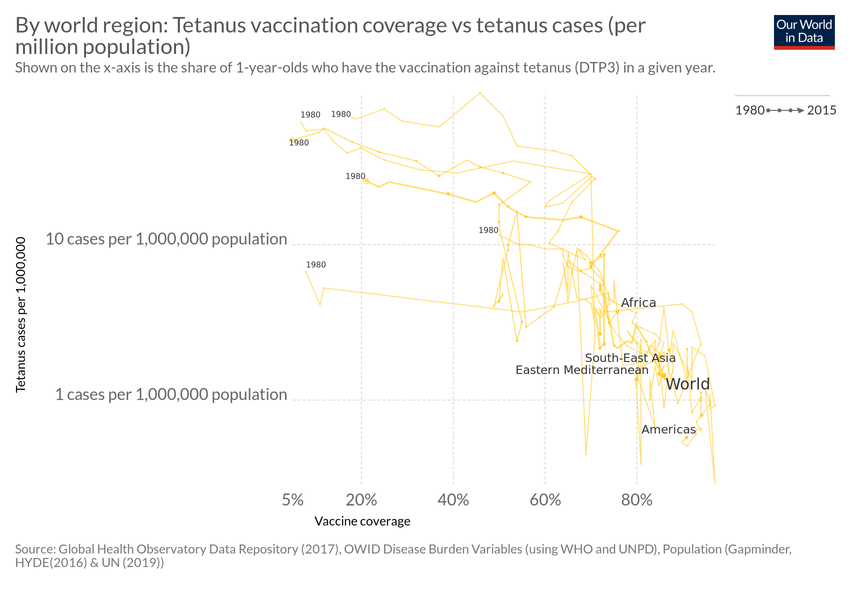 By world region: Tetanus vaccination coverage vs tetanus cases (per
million population)
Our World
in Data
Shown on the x-axis is the share of 1-year-olds who have the vaccination against tetanus (DTP3) in a given year.
1980 2015
1980
1980
1980
1980
1980
1980
10 cases per 1,000,000 population
1 cases per 1,000,000 population
Tetanus cases per 1,000,000
Africa
South-East Asia
Eastern Mediterranean
World
Americas
5% 20% 40% 60% 80%
Vaccine coverage
Source: Global Health Observatory Data Repository (2017), OWID Disease Burden Variables (using WHO and UNPD), Population (Gapminder,
HYDE(2016) & UN (2019))